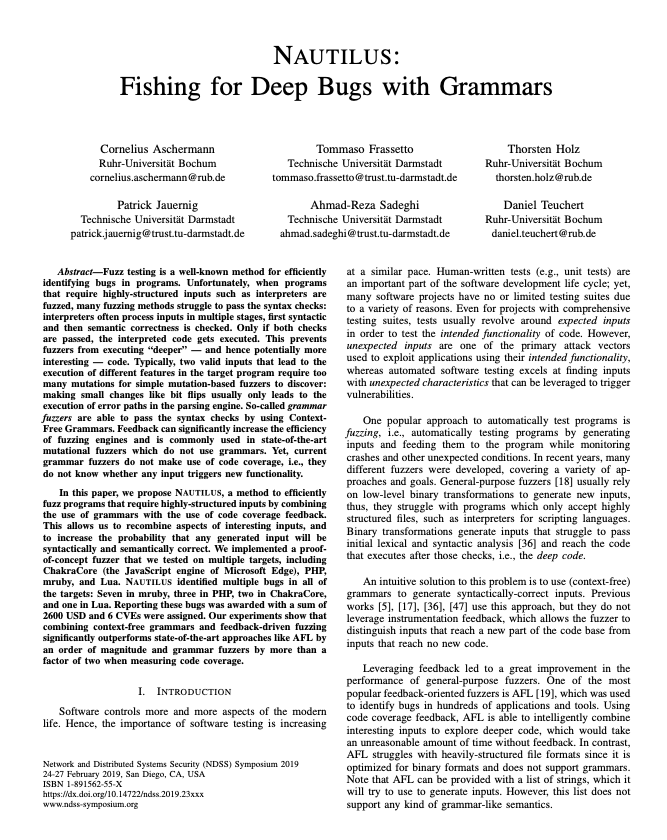 NAUTILUS:
Fishing for Deep Bugs with Grammars
Cornelius Aschermann
Ruhr-Universität Bochum
cornelius.aschermann@rub.de
Tommaso Frassetto
Technische Universität Darmstadt
tommaso.frassetto@trust.tu-darmstadt.de
Thorsten Holz
Ruhr-Universität Bochum
thorsten.holz@rub.de
Patrick Jauernig
Technische Universität Darmstadt
patrick.jauernig@trust.tu-darmstadt.de
Ahmad-Reza Sadeghi
Technische Universität Darmstadt
ahmad.sadeghi@trust.tu-darmstadt.de
Daniel Teuchert
Ruhr-Universität Bochum
daniel.teuchert@rub.de
Abstract—Fuzz testing is a well-known method for efficiently
identifying bugs in programs. Unfortunately, when programs
that require highly-structured inputs such as interpreters are
fuzzed, many fuzzing methods struggle to pass the syntax checks:
interpreters often process inputs in multiple stages, first syntactic
and then semantic correctness is checked. Only if both checks
are passed, the interpreted code gets executed. This prevents
fuzzers from executing “deeper” — and hence potentially more
interesting — code. Typically, two valid inputs that lead to the
execution of different features in the target program require too
many mutations for simple mutation-based fuzzers to discover:
making small changes like bit flips usually only leads to the
execution of error paths in the parsing engine. So-called grammar
fuzzers are able to pass the syntax checks by using Context-
Free Grammars. Feedback can significantly increase the efficiency
of fuzzing engines and is commonly used in state-of-the-art
mutational fuzzers which do not use grammars. Yet, current
grammar fuzzers do not make use of code coverage, i.e., they
do not know whether any input triggers new functionality.
In this paper, we propose NAUTILUS, a method to efficiently
fuzz programs that require highly-structured inputs by combining
the use of grammars with the use of code coverage feedback.
This allows us to recombine aspects of interesting inputs, and
to increase the probability that any generated input will be
syntactically and semantically correct. We implemented a proof-
of-concept fuzzer that we tested on multiple targets, including
ChakraCore (the JavaScript engine of Microsoft Edge), PHP,
mruby, and Lua. NAUTILUS identified multiple bugs in all of
the targets: Seven in mruby, three in PHP, two in ChakraCore,
and one in Lua. Reporting these bugs was awarded with a sum of
2600 USD and 6 CVEs were assigned. Our experiments show that
combining context-free grammars and feedback-driven fuzzing
significantly outperforms state-of-the-art approaches like AFL by
an order of magnitude and grammar fuzzers by more than a
factor of two when measuring code coverage.
I. INTRODUCTION
Software controls more and more aspects of the modern
life. Hence, the importance of software testing is increasing
Network and Distributed Systems Security (NDSS) Symposium 2019
24-27 February 2019, San Diego, CA, USA
ISBN 1-891562-55-X
https://dx.doi.org/10.14722/ndss.2019.23xxx
www.ndss-symposium.org
at a similar pace. Human-written tests (e.g., unit tests) are
an important part of the software development life cycle; yet,
many software projects have no or limited testing suites due
to a variety of reasons. Even for projects with comprehensive
testing suites, tests usually revolve around expected inputs
in order to test the intended functionality of code. However,
unexpected inputs are one of the primary attack vectors
used to exploit applications using their intended functionality,
whereas automated software testing excels at finding inputs
with unexpected characteristics that can be leveraged to trigger
vulnerabilities.
One popular approach to automatically test programs is
fuzzing, i.e., automatically testing programs by generating
inputs and feeding them to the program while monitoring
crashes and other unexpected conditions. In recent years, many
different fuzzers were developed, covering a variety of ap-
proaches and goals. General-purpose fuzzers [18] usually rely
on low-level binary transformations to generate new inputs,
thus, they struggle with programs which only accept highly
structured files, such as interpreters for scripting languages.
Binary transformations generate inputs that struggle to pass
initial lexical and syntactic analysis [36] and reach the code
that executes after those checks, i.e., the deep code.
An intuitive solution to this problem is to use (context-free)
grammars to generate syntactically-correct inputs. Previous
works [5], [17], [36], [47] use this approach, but they do not
leverage instrumentation feedback, which allows the fuzzer to
distinguish inputs that reach a new part of the code base from
inputs that reach no new code.
Leveraging feedback led to a great improvement in the
performance of general-purpose fuzzers. One of the most
popular feedback-oriented fuzzers is AFL [19], which was used
to identify bugs in hundreds of applications and tools. Using
code coverage feedback, AFL is able to intelligently combine
interesting inputs to explore deeper code, which would take
an unreasonable amount of time without feedback. In contrast,
AFL struggles with heavily-structured file formats since it is
optimized for binary formats and does not support grammars.
Note that AFL can be provided with a list of strings, which it
will try to use to generate inputs. However, this list does not
support any kind of grammar-like semantics.